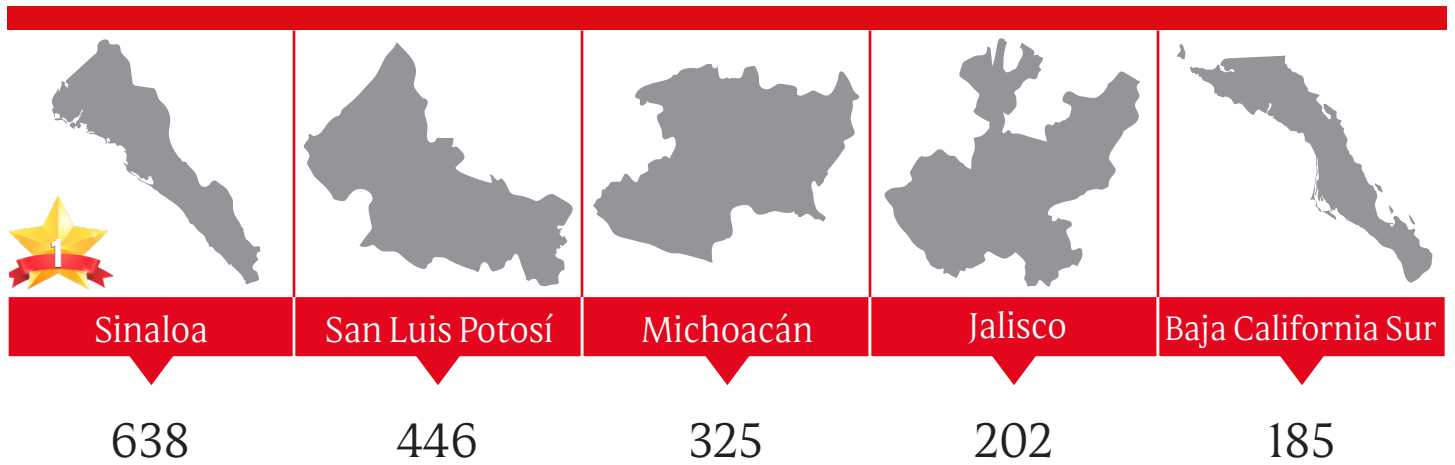 1
Sinaloa
San Luis Potosí
Michoacán
Jalisco
Baja California Sur
638
446
325
202
185